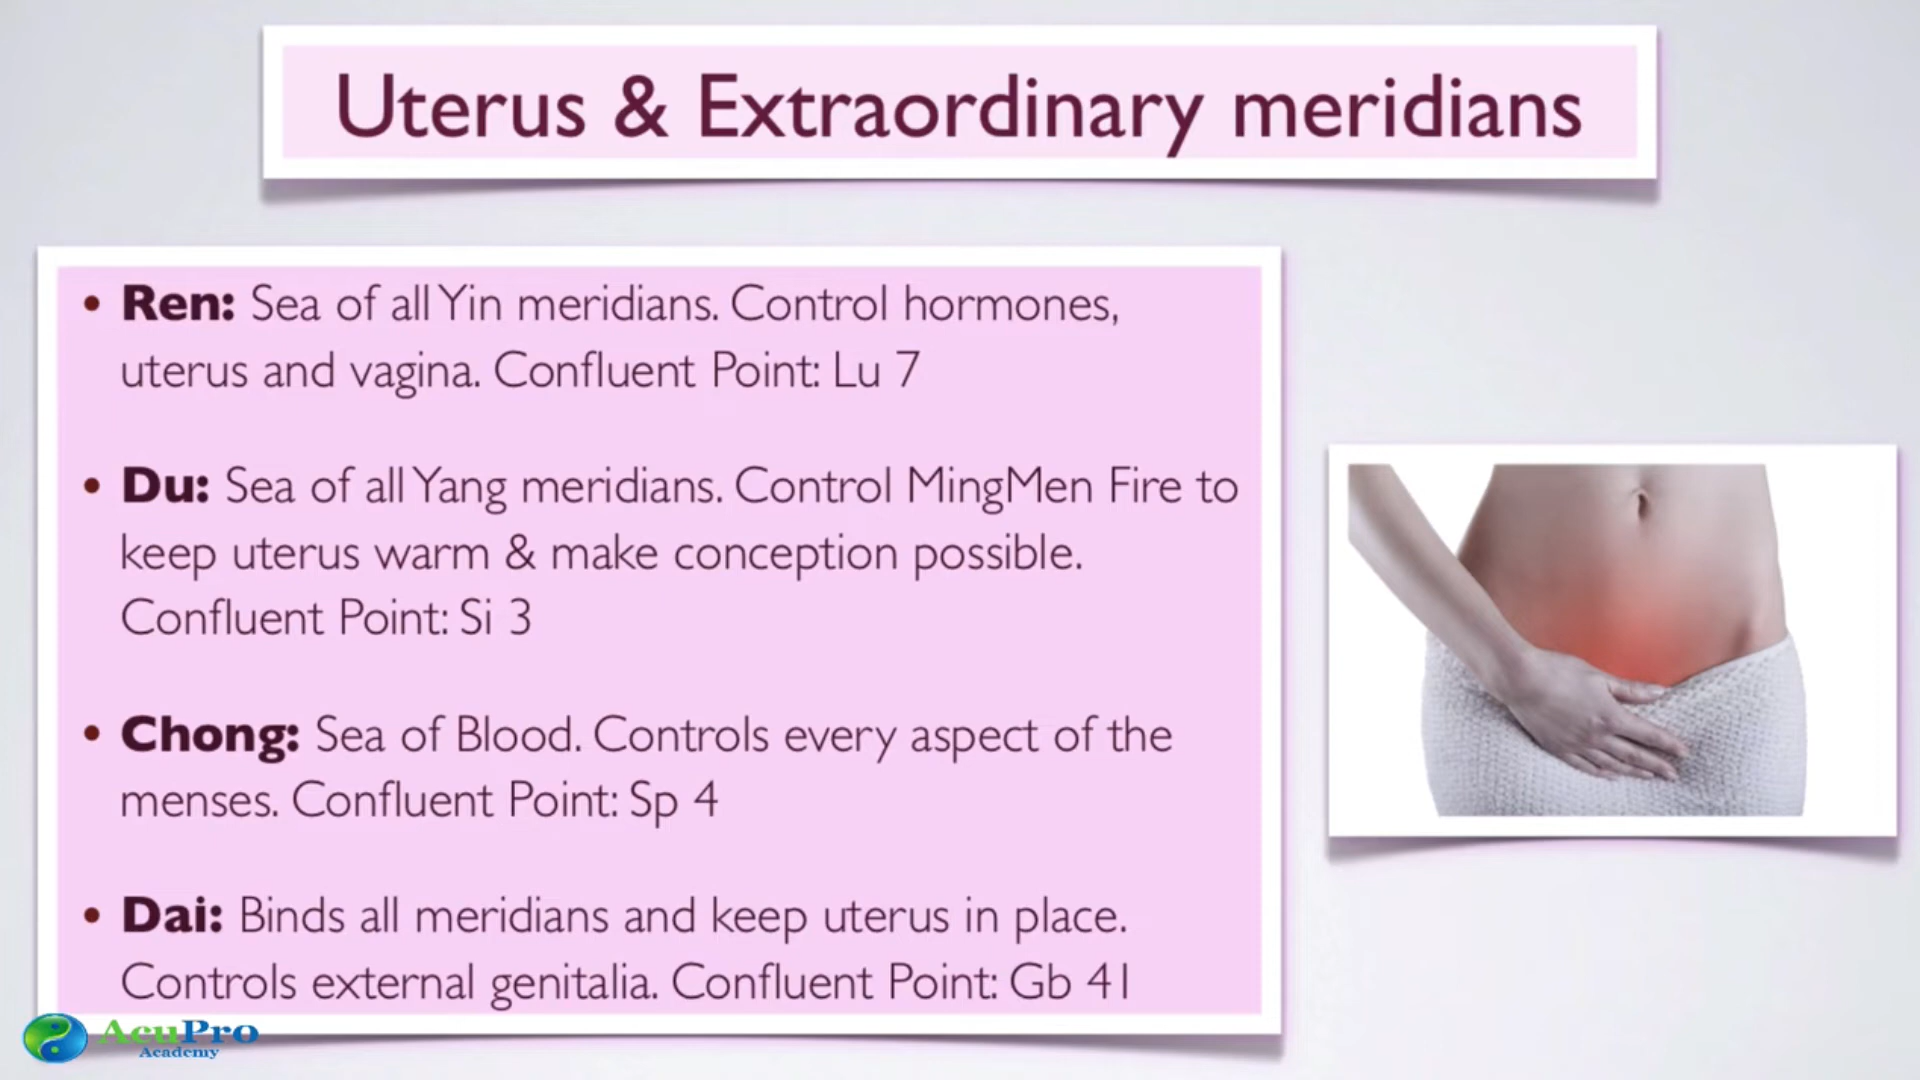 Uterus & Extraordinary meridians
• Ren: Sea of all Yin meridians. Control hormones,
uterus and vagina. Confluent Point: Lu 7
• Du: Sea of all Yang meridians. Control MingMen Fire to
keep uterus warm & make conception possible.
Confluent Point: Si 3
• Chong: Sea of Blood. Controls every aspect of the
menses. Confluent Point: Sp 4
• Dai: Binds all meridians and keep uterus in place.
Controls external genitalia. Confluent Point: Gb 41
AcuPro
Academy